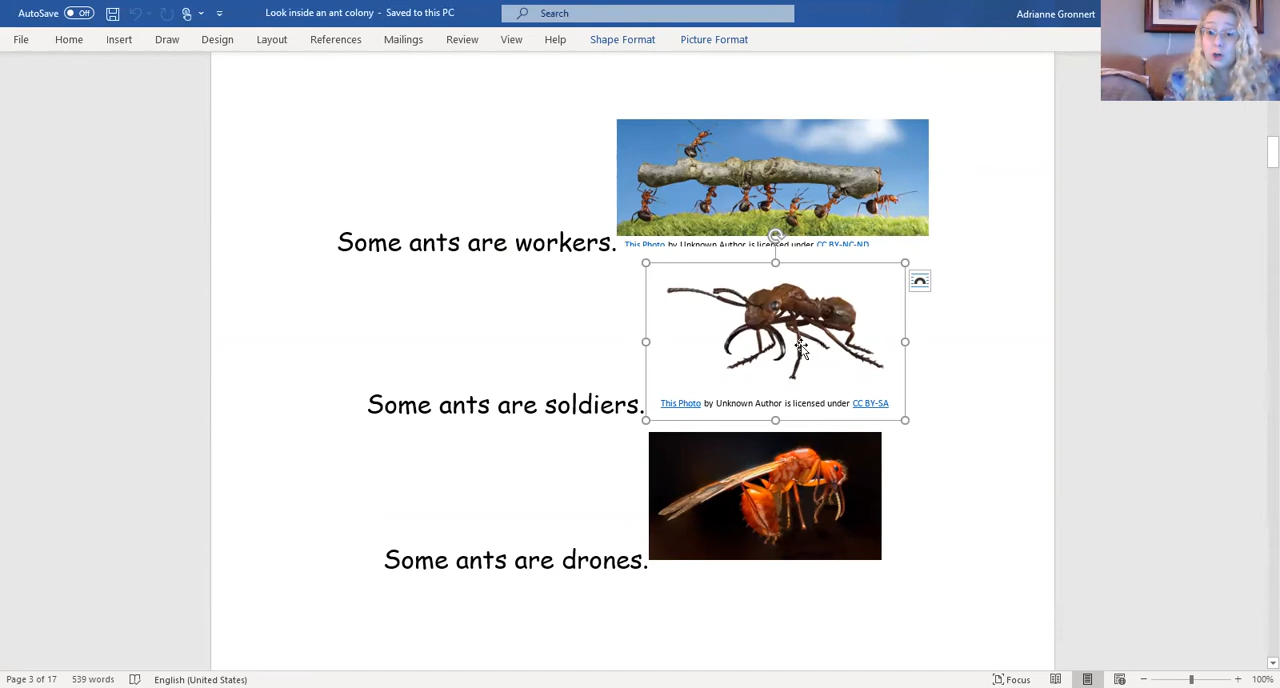 AutoSave Off Look inside an ant colony - Saved to this PC Search Adrianne Gronnert
File Home Insert Draw Design Layout References Mailings Review View Help Shape Format Picture Format
Some ants are workers.
This Photo by Unknown Author is licensed under CC BY-NC-ND
Some ants are soldiers.
This Photo by Unknown Author is licensed under CC BY-SA
Some ants are drones.
Page 3 of 17 539 words English (United States) Focus 100%